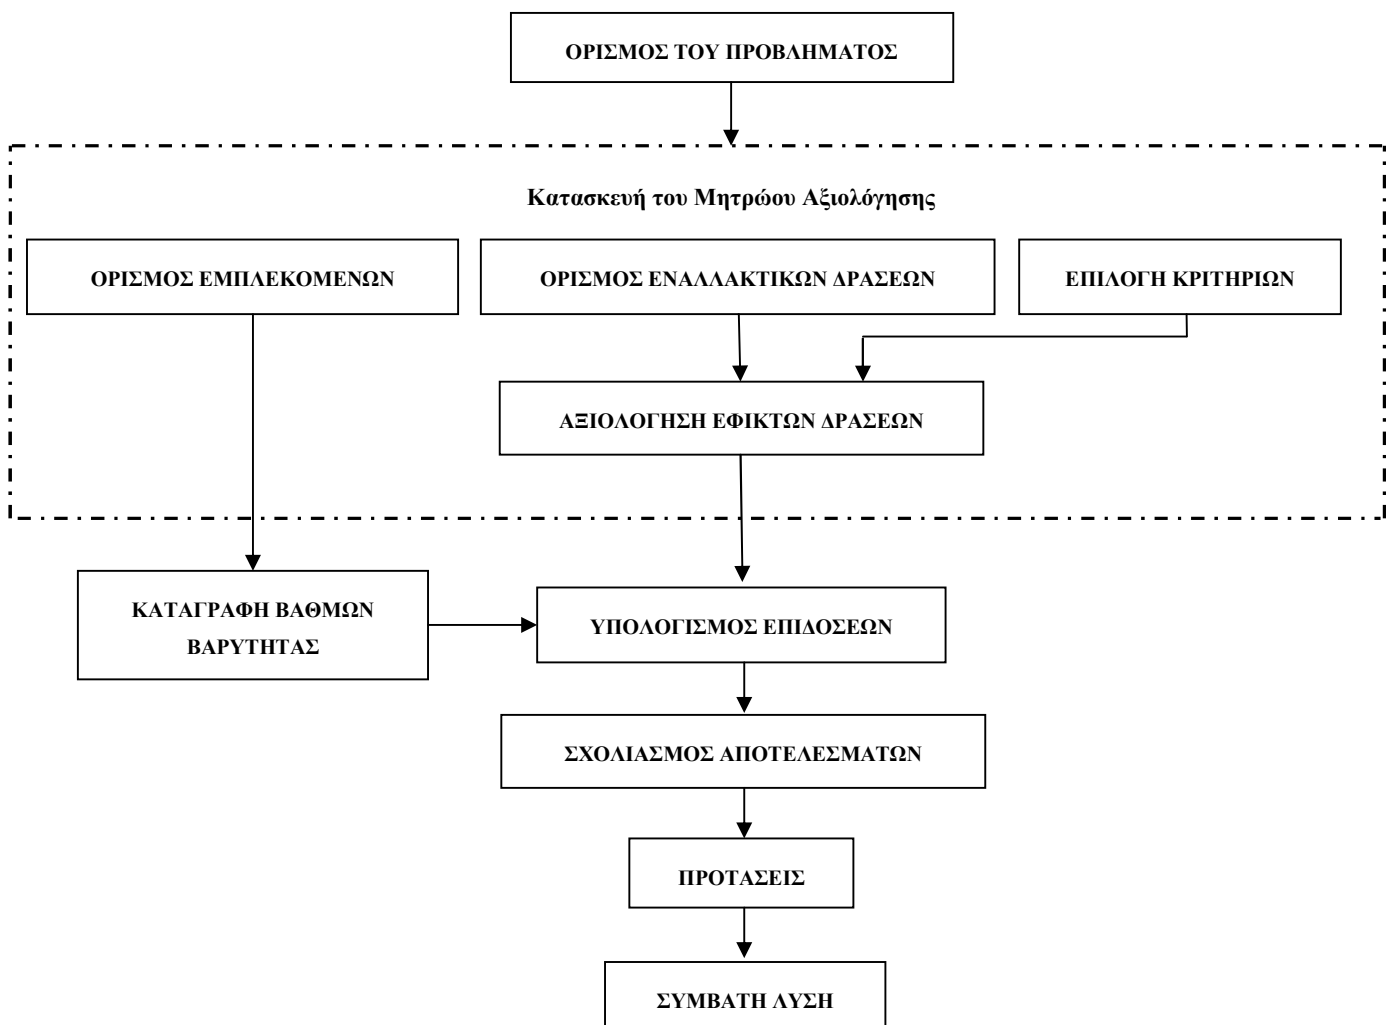 ΟΡΙΣΜΟΣ ΤΟΥ ΠΡΟΒΛΗΜΑΤΟΣ
Κατασκευή του Μητρώου Αξιολόγησης
ΟΡΙΣΜΟΣ ΕΜΠΛΕΚΟΜΕΝΩΝ
ΟΡΙΣΜΟΣ ΕΝΑΛΛΑΚΤΙΚΩΝ ΔΡΑΣΕΩΝ
ΕΠΙΛΟΓΗ ΚΡΙΤΗΡΙΩΝ
ΑΞΙΟΛΟΓΗΣΗ ΕΦΙΚΤΩΝ ΔΡΑΣΕΩΝ
ΚΑΤΑΓΡΑΦΗ ΒΑΘΜΩΝ
ΒΑΡΥΤΗΤΑΣ
ΥΠΟΛΟΓΙΣΜΟΣ ΕΠΙΔΟΣΕΩΝ
ΣΧΟΛΙΑΣΜΟΣ ΑΠΟΤΕΛΕΣΜΑΤΩΝ
ΠΡΟΤΑΣΕΙΣ
ΣΥΜΒΑΤΗ ΛΥΣΗ